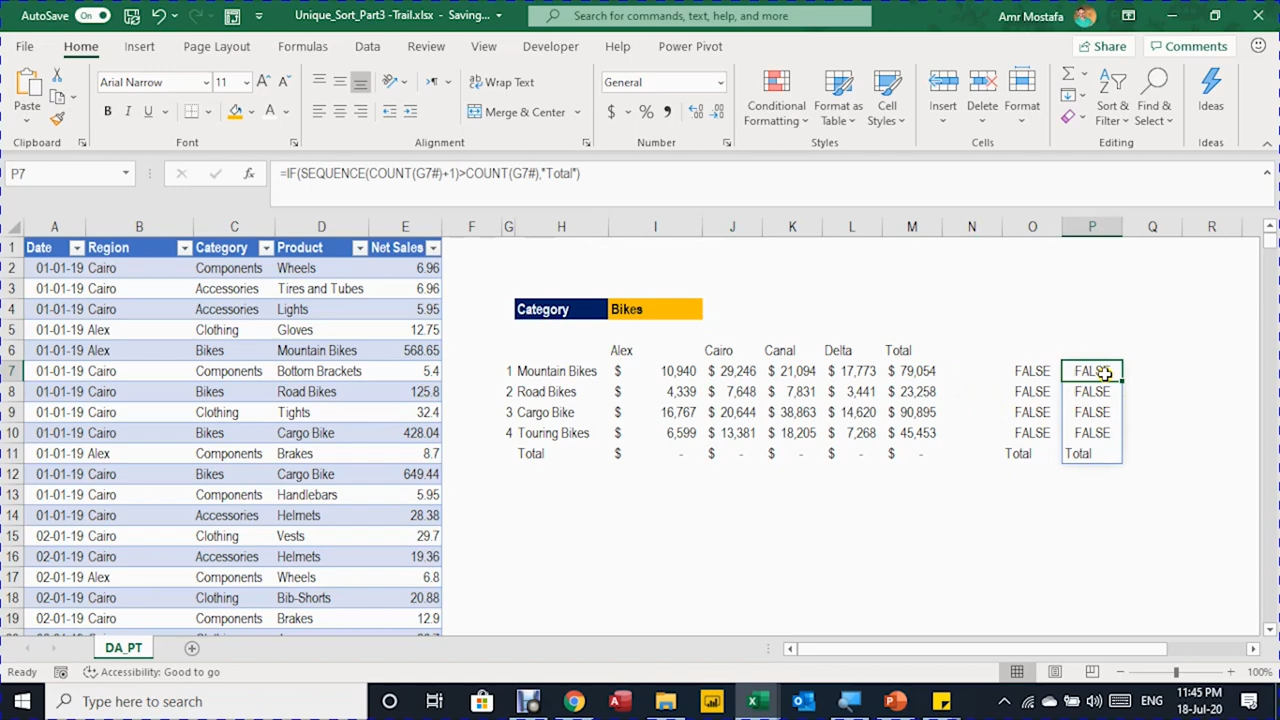 AutoSave On Unique_Sort_Part3 -Trail.xlsx - Saving... Search for commands, text, help, and more Amr Mostafa
File Home Insert Page Layout Formulas Data Review View Developer Help Power Pivot Share Comments
Arial Narrow 11 Wrap Text General
Paste B I U Merge & Center $ % Conditional Formatting Format as Table Cell Styles Insert Delete Format Sort & Filter Find & Select Ideas
Clipboard Font Alignment Number Styles Cells Editing Ideas
P7 fx =IF(SEQUENCE(COUNT(G7#)+1)>COUNT(G7#),"Total")
A B C D E F G H I J K L M N O P Q R
1 Date Region Category Product Net Sales
2 01-01-19 Cairo Components Wheels 6.96
3 01-01-19 Cairo Accessories Tires and Tubes 6.96
4 01-01-19 Cairo Accessories Lights 5.95 Category Bikes
5 01-01-19 Alex Clothing Gloves 12.75
6 01-01-19 Alex Bikes Mountain Bikes 568.65 Alex Cairo Canal Delta Total
7 01-01-19 Cairo Components Bottom Brackets 5.4 1 Mountain Bikes $ 10,940 $ 29,246 $ 21,094 $ 17,773 $ 79,054 FALSE FALSE
8 01-01-19 Cairo Bikes Road Bikes 125.8 2 Road Bikes $ 4,339 $ 7,648 $ 7,831 $ 3,441 $ 23,258 FALSE FALSE
9 01-01-19 Cairo Clothing Tights 32.4 3 Cargo Bike $ 16,767 $ 20,644 $ 38,863 $ 14,620 $ 90,895 FALSE FALSE
10 01-01-19 Cairo Bikes Cargo Bike 428.04 4 Touring Bikes $ 6,599 $ 13,381 $ 18,205 $ 7,268 $ 45,453 FALSE FALSE
11 01-01-19 Alex Components Brakes 8.7 Total $ - $ - $ - $ - $ - Total Total
12 01-01-19 Cairo Bikes Cargo Bike 649.44
13 01-01-19 Cairo Components Handlebars 5.95
14 01-01-19 Cairo Accessories Helmets 28.38
15 02-01-19 Cairo Clothing Vests 29.7
16 02-01-19 Cairo Accessories Helmets 19.36
17 02-01-19 Alex Components Wheels 6.8
18 02-01-19 Cairo Clothing Bib-Shorts 20.88
19 02-01-19 Cairo Components Brakes 12.9
DA_PT
Ready Accessibility: Good to go 100%
Type here to search ENG 11:45 PM
18-Jul-20